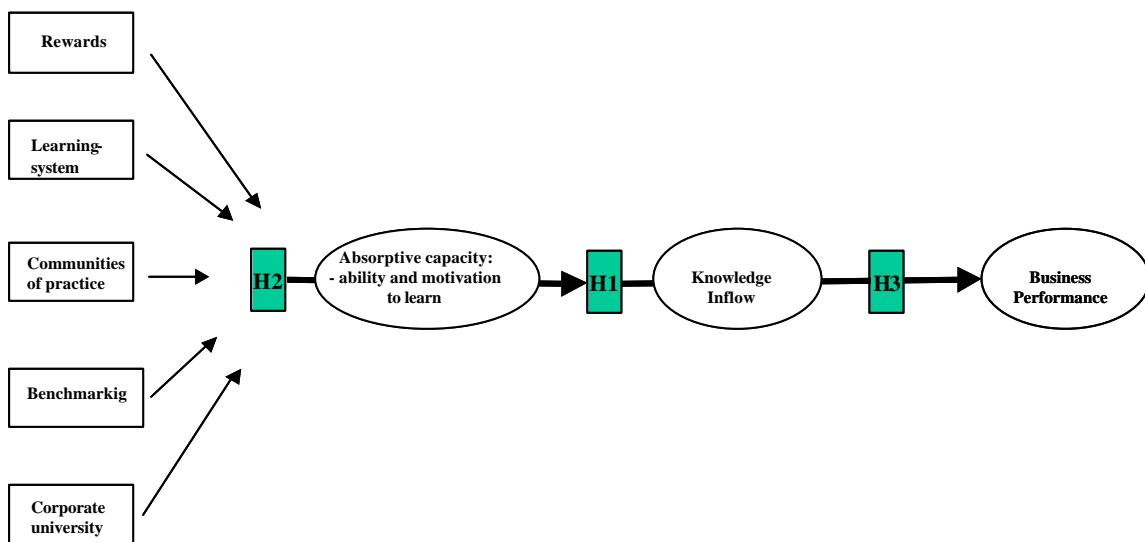 Rewards
Learning-
system
Communities
of practice
Benchmarkig
Corporate
university
H2
Absorptive capacity:
- ability and motivation
to learn
H1
Knowledge
Inflow
H3
Business
Performance